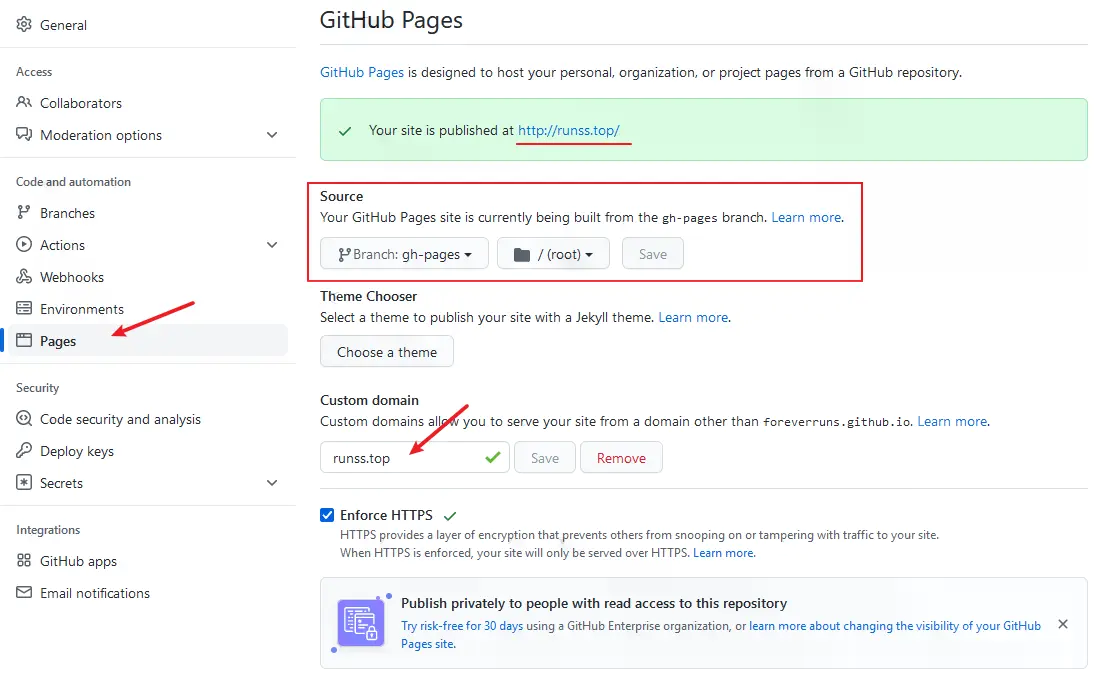 General
Access
Collaborators
Moderation options
Code and automation
Branches
Actions
Webhooks
Environments
Pages
Security
Code security and analysis
Deploy keys
Secrets
Integrations
GitHub apps
Email notifications
GitHub Pages
GitHub Pages is designed to host your personal, organization, or project pages from a GitHub repository.
Your site is published at http://runss.top/
Source
Your GitHub Pages site is currently being built from the gh-pages branch. Learn more.
Branch: gh-pages / (root) Save
Theme Chooser
Select a theme to publish your site with a Jekyll theme. Learn more.
Choose a theme
Custom domain
Custom domains allow you to serve your site from a domain other than foreverruns.github.io. Learn more.
runss.top Save Remove
Enforce HTTPS
HTTPS provides a layer of encryption that prevents others from snooping on or tampering with traffic to your site.
When HTTPS is enforced, your site will only be served over HTTPS. Learn more.
Publish privately to people with read access to this repository
Try risk-free for 30 days using a GitHub Enterprise organization, or learn more about changing the visibility of your GitHub
Pages site.